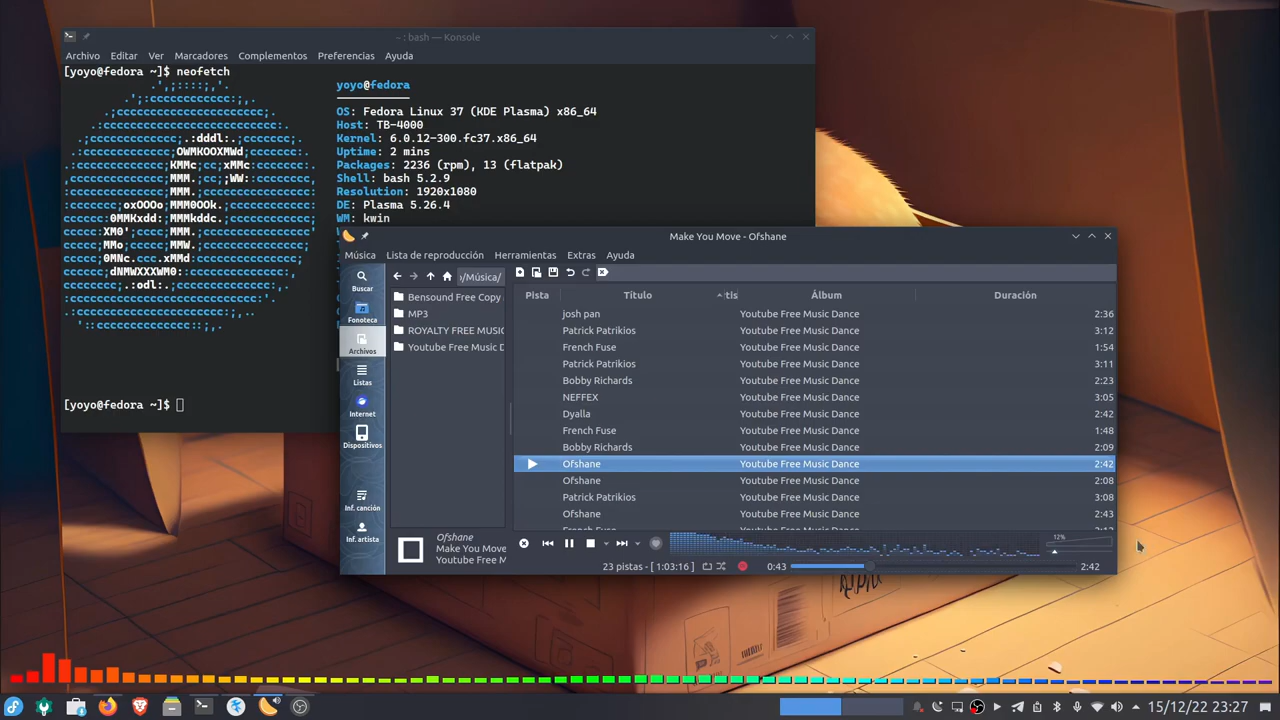 ~ : bash — Konsole
Archivo Editar Ver Marcadores Complementos Preferencias Ayuda
[yoyo@fedora ~]$ neofetch
yoyo@fedora
OS: Fedora Linux 37 (KDE Plasma) x86_64
Host: TB-4000
Kernel: 6.0.12-300.fc37.x86_64
Uptime: 2 mins
Packages: 2236 (rpm), 13 (flatpak)
Shell: bash 5.2.9
Resolution: 1920x1080
DE: Plasma 5.26.4
WM: kwin
[yoyo@fedora ~]$
Make You Move - Ofshane
Música Lista de reproducción Herramientas Extras Ayuda
Buscar
Fonoteca
Archivos
Listas
Internet
Dispositivos
Inf. canción
Inf. artista
/Música/
Bensound Free Copy
MP3
ROYALTY FREE MUSIC
Youtube Free Music D
Pista Título tis Álbum Duración
josh pan Youtube Free Music Dance 2:36
Patrick Patrikios Youtube Free Music Dance 3:12
French Fuse Youtube Free Music Dance 1:54
Patrick Patrikios Youtube Free Music Dance 3:11
Bobby Richards Youtube Free Music Dance 2:23
NEFFEX Youtube Free Music Dance 3:05
Dyalla Youtube Free Music Dance 2:42
French Fuse Youtube Free Music Dance 1:48
Bobby Richards Youtube Free Music Dance 2:09
Ofshane Youtube Free Music Dance 2:42
Ofshane Youtube Free Music Dance 2:08
Patrick Patrikios Youtube Free Music Dance 3:08
Ofshane Youtube Free Music Dance 2:43
Ofshane
Make You Move
Youtube Free M
12%
23 pistas - [ 1:03:16 ] 0:43 2:42
15/12/22 23:27